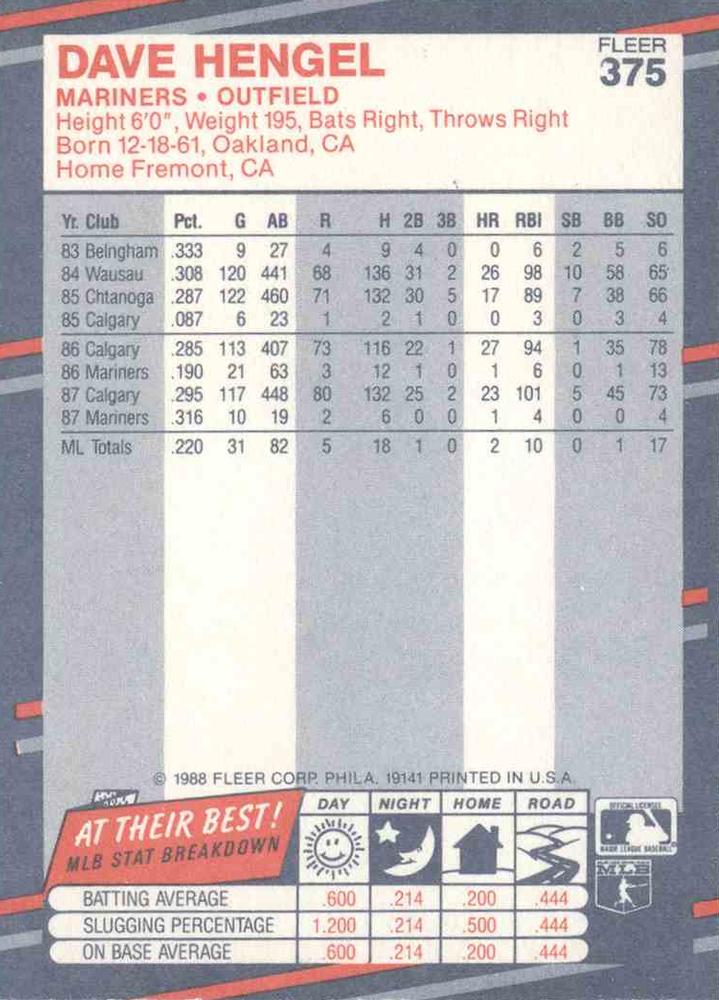 DAVE HENGEL
FLEER
375
MARINERS • OUTFIELD
Height 6'0", Weight 195, Bats Right, Throws Right
Born 12-18-61, Oakland, CA
Home Fremont, CA
Yr. Club Pct. G AB R H 2B 3B HR RBI SB BB SO
83 Belngham .333 9 27 4 9 4 0 0 6 2 5 6
84 Wausau .308 120 441 68 136 31 2 26 98 10 58 65
85 Chtanoga .287 122 460 71 132 30 5 17 89 7 38 66
85 Calgary .087 6 23 1 2 1 0 0 3 0 3 4
86 Calgary .285 113 407 73 116 22 1 27 94 1 35 78
86 Mariners .190 21 63 3 12 1 0 1 6 0 1 13
87 Calgary .295 117 448 80 132 25 2 23 101 5 45 73
87 Mariners .316 10 19 2 6 0 0 1 4 0 0 4
ML Totals .220 31 82 5 18 1 0 2 10 0 1 17
© 1988 FLEER CORP. PHILA. 19141 PRINTED IN U.S.A.
AT THEIR BEST!
MLB STAT BREAKDOWN
DAY NIGHT HOME ROAD
OFFICIAL LICENSEE
MAJOR LEAGUE BASEBALL
MLB
BATTING AVERAGE .600 .214 .200 .444
SLUGGING PERCENTAGE 1.200 .214 .500 .444
ON BASE AVERAGE .600 .214 .200 .444